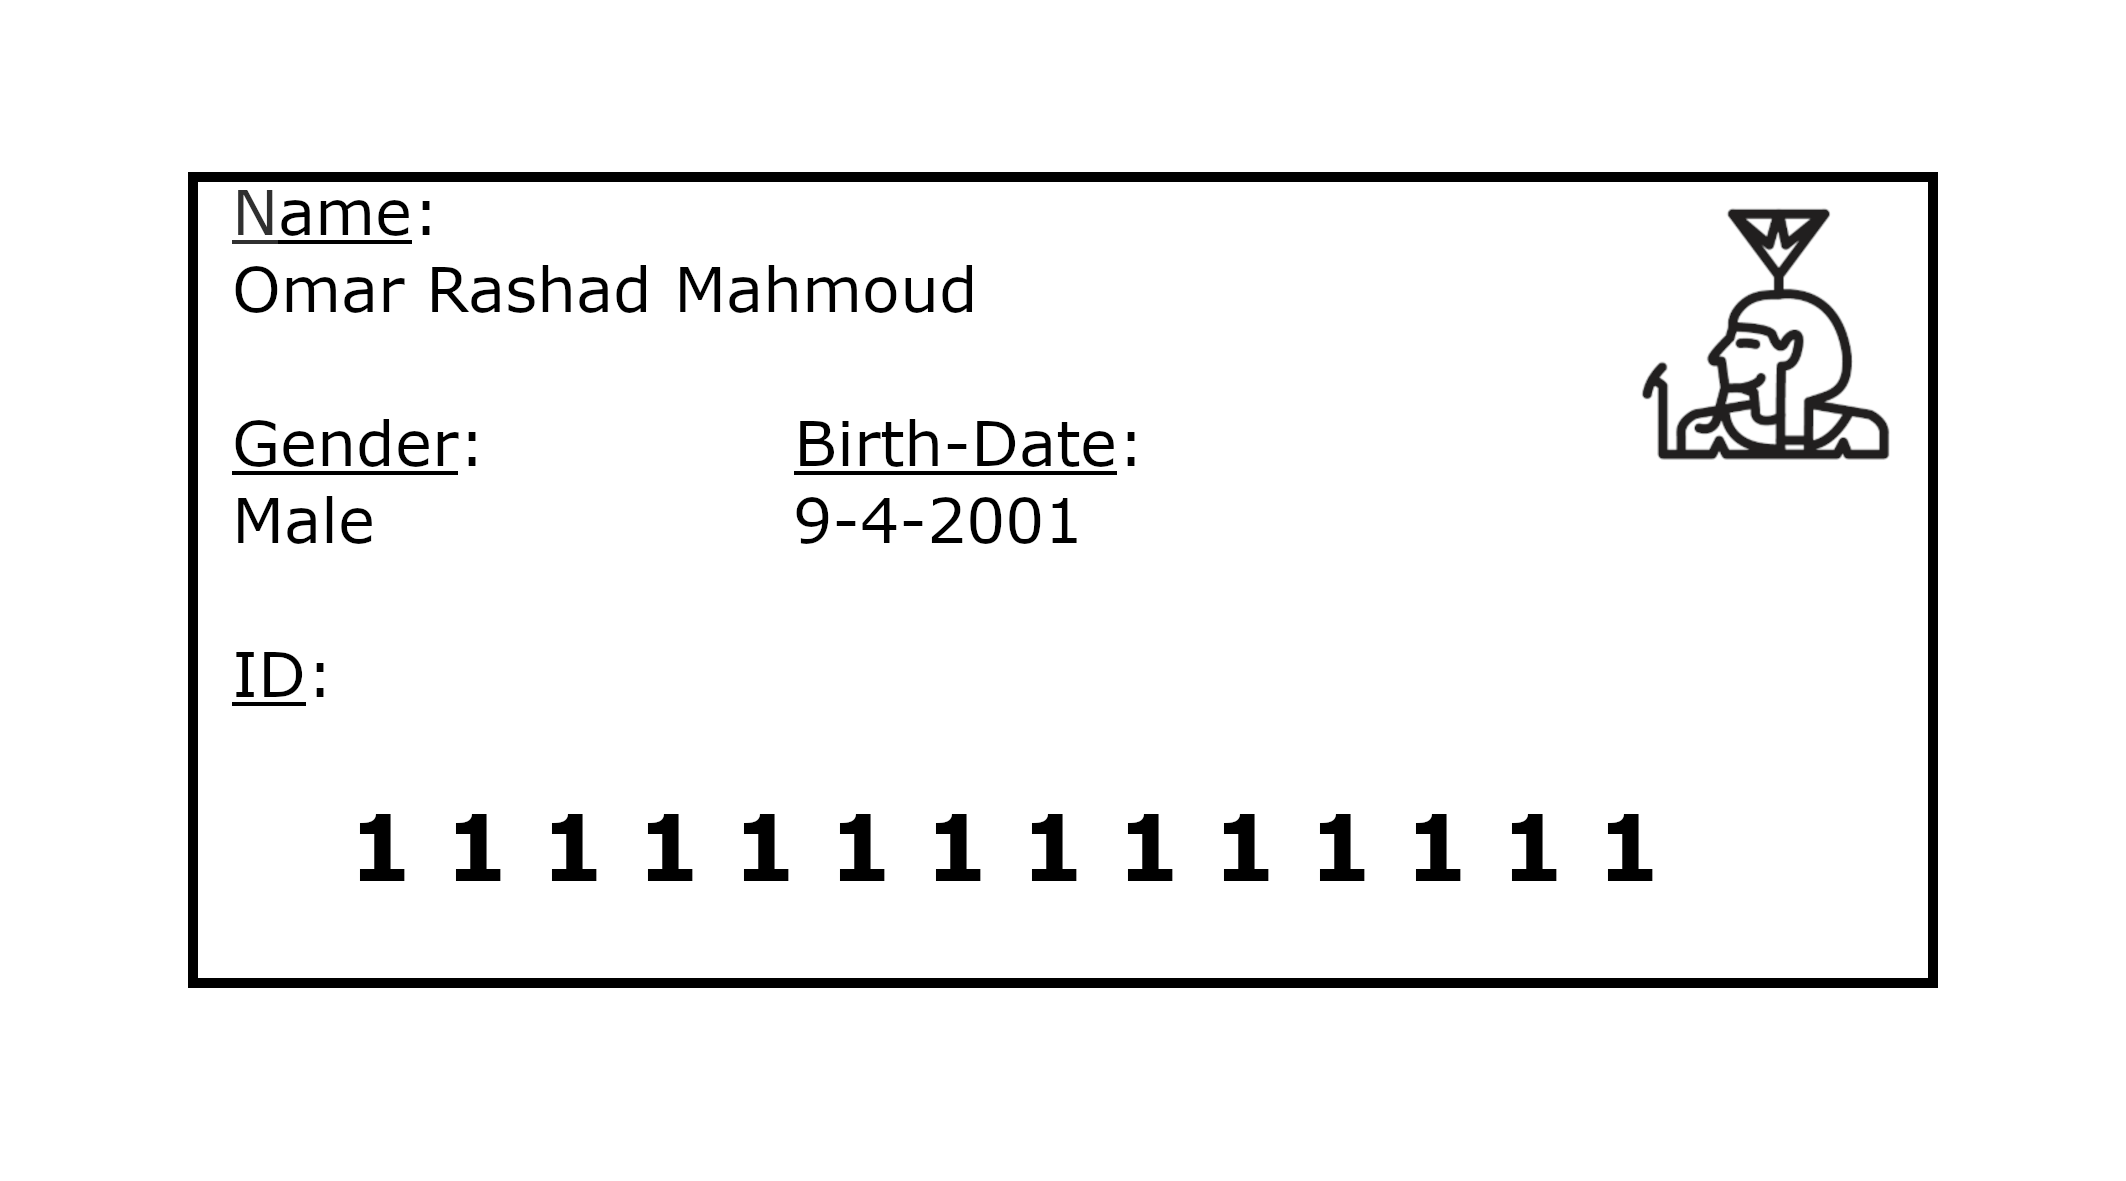 Name:
Omar Rashad Mahmoud
Gender: Birth-Date:
Male 9-4-2001
ID:
1 1 1 1 1 1 1 1 1 1 1 1 1 1